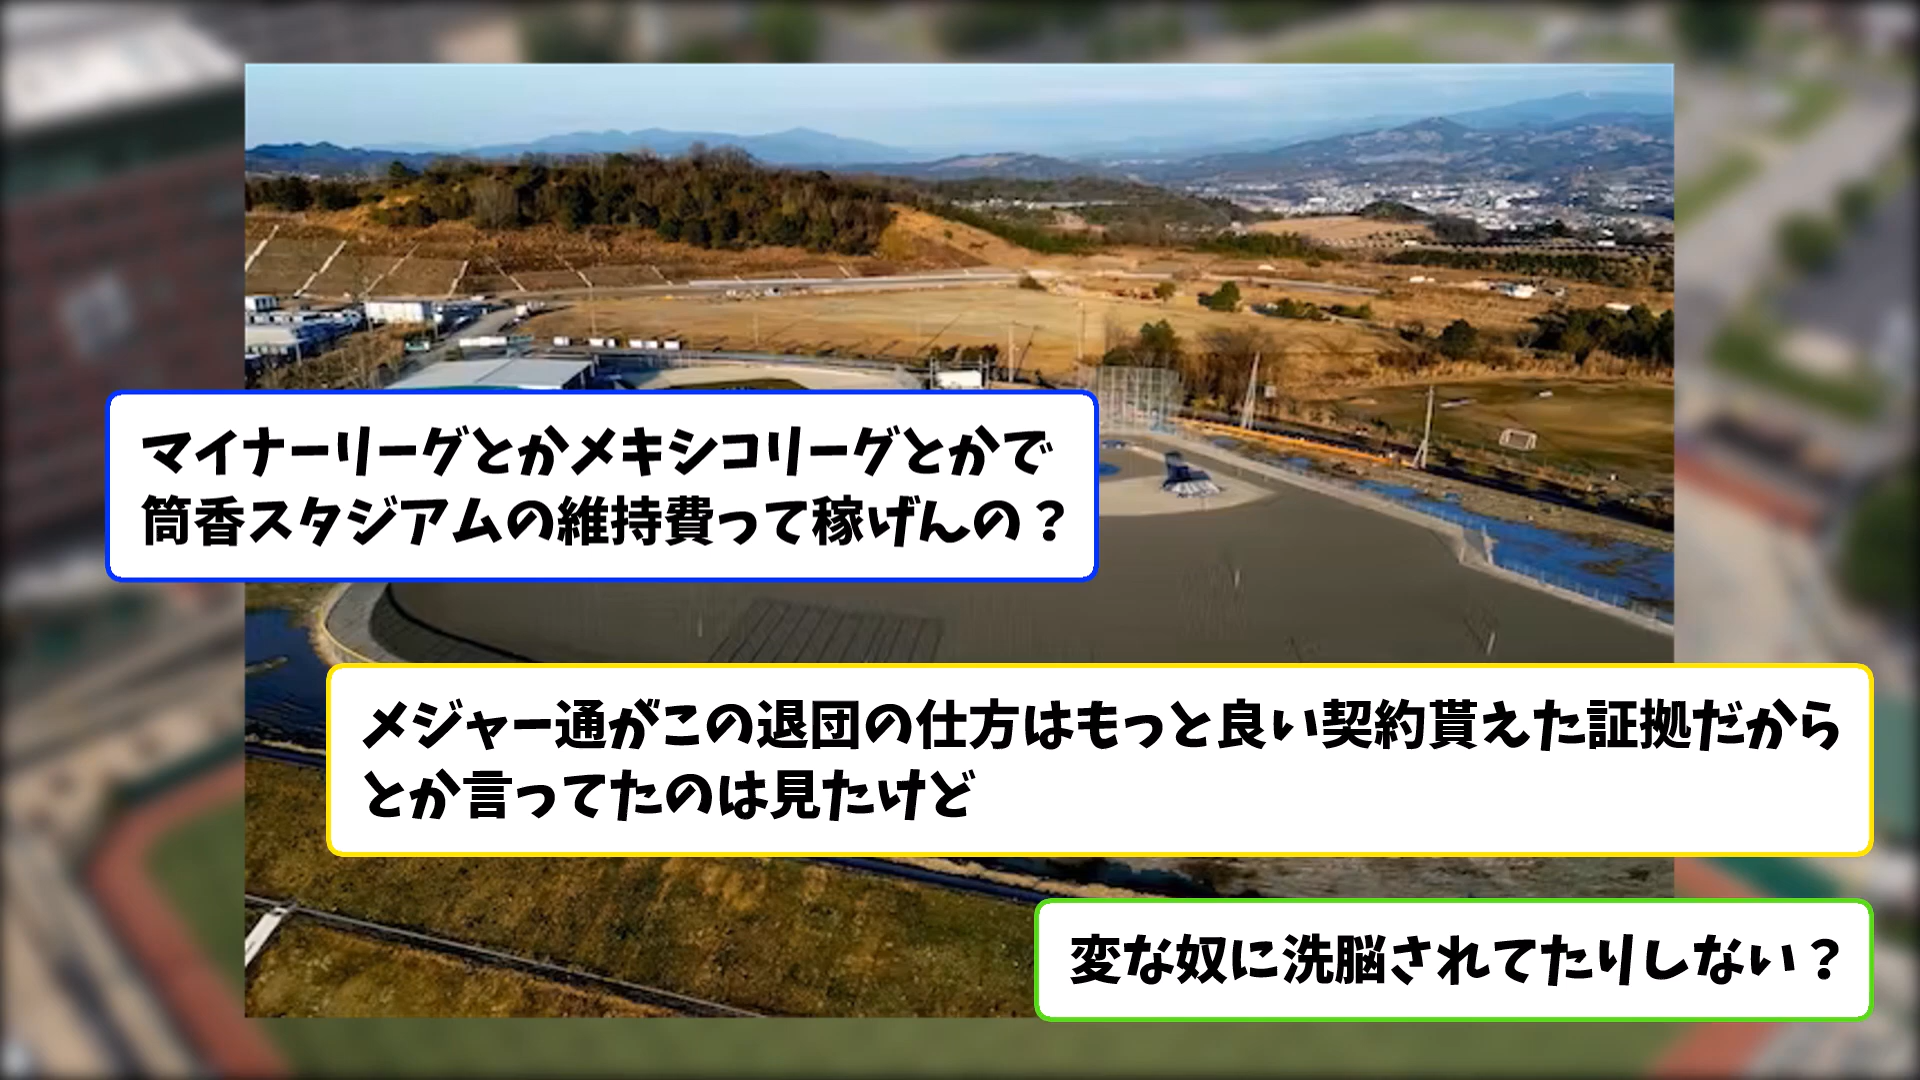 マイナーリーグとかメキシコリーグとかで
筒香スタジアムの維持費って稼げんの？
メジャー通がこの退団の仕方はもっと良い契約貰えた証拠だから
とか言ってたのは見たけど
変な奴に洗脳されてたりしない？